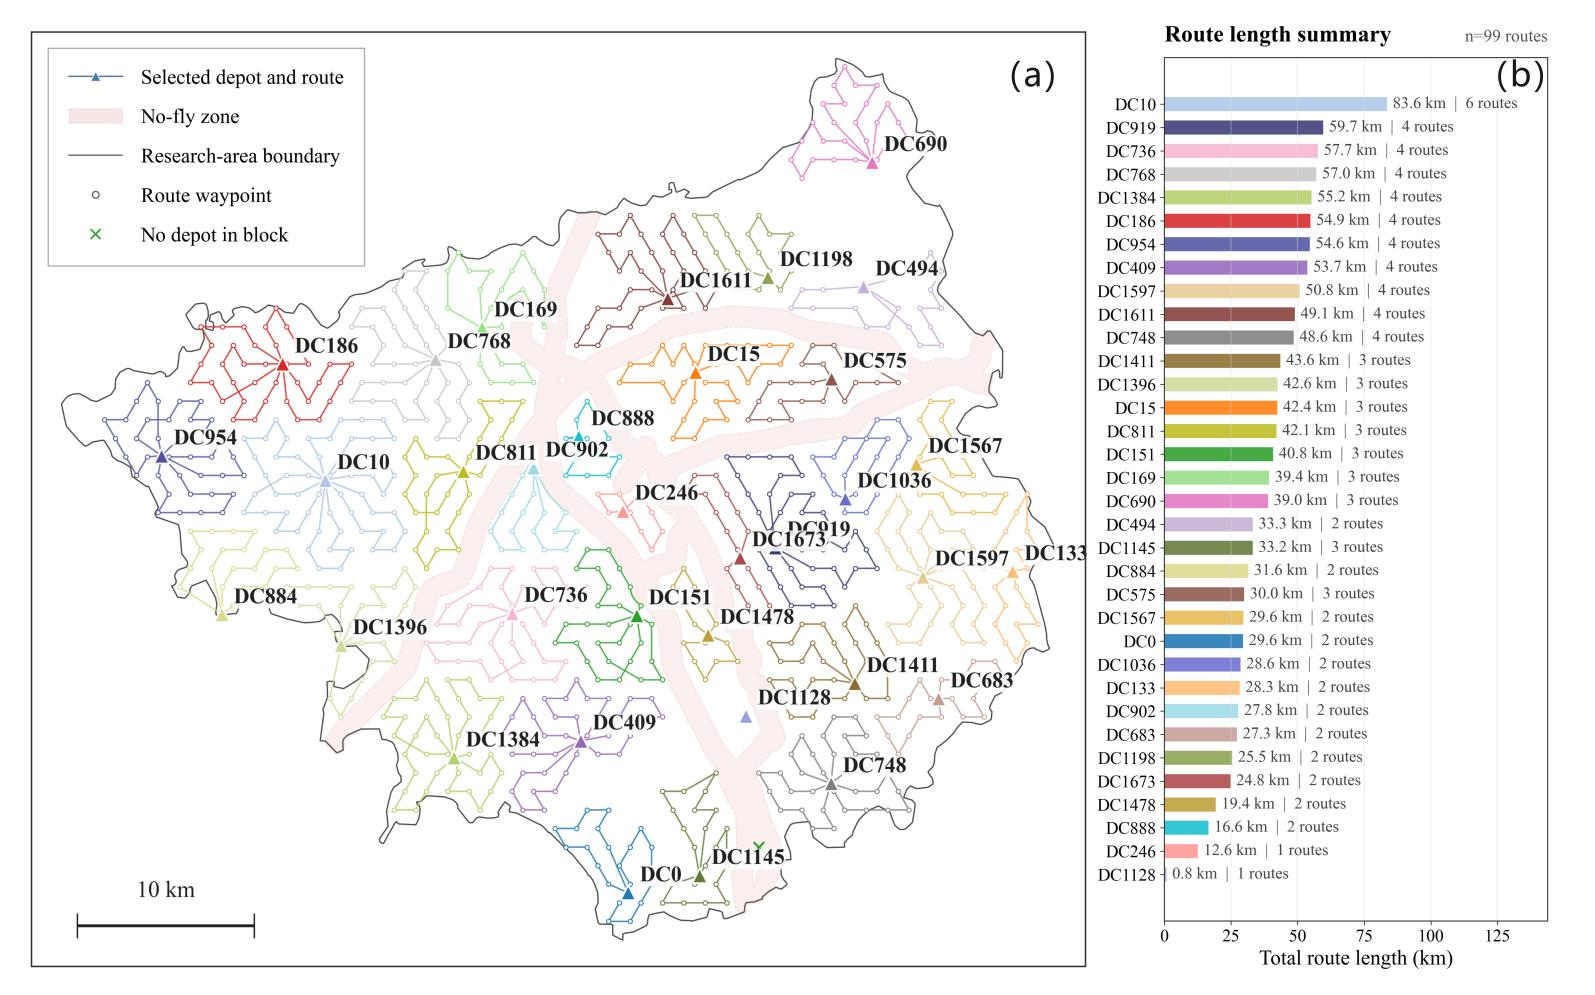 Selected depot and route
No-fly zone
Research-area boundary
Route waypoint
No depot in block
(a)
DC690
DC1198
DC494
DC1611
DC169
DC768
DC186
DC15
DC575
DC888
DC954
DC902
DC811
DC1567
DC10
DC1036
DC246
DC919
DC1673
DC1597
DC133
DC884
DC736
DC151
DC1478
DC1396
DC1411
DC683
DC1128
DC409
DC1384
DC748
DC1145
DC0
10 km
Route length summary
n=99 routes
(b)
DC10 83.6 km | 6 routes
DC919 59.7 km | 4 routes
DC736 57.7 km | 4 routes
DC768 57.0 km | 4 routes
DC1384 55.2 km | 4 routes
DC186 54.9 km | 4 routes
DC954 54.6 km | 4 routes
DC409 53.7 km | 4 routes
DC1597 50.8 km | 4 routes
DC1611 49.1 km | 4 routes
DC748 48.6 km | 4 routes
DC1411 43.6 km | 3 routes
DC1396 42.6 km | 3 routes
DC15 42.4 km | 3 routes
DC811 42.1 km | 3 routes
DC151 40.8 km | 3 routes
DC169 39.4 km | 3 routes
DC690 39.0 km | 3 routes
DC494 33.3 km | 2 routes
DC1145 33.2 km | 3 routes
DC884 31.6 km | 2 routes
DC575 30.0 km | 3 routes
DC1567 29.6 km | 2 routes
DC0 29.6 km | 2 routes
DC1036 28.6 km | 2 routes
DC133 28.3 km | 2 routes
DC902 27.8 km | 2 routes
DC683 27.3 km | 2 routes
DC1198 25.5 km | 2 routes
DC1673 24.8 km | 2 routes
DC1478 19.4 km | 2 routes
DC888 16.6 km | 2 routes
DC246 12.6 km | 1 routes
DC1128 0.8 km | 1 routes
0 25 50 75 100 125
Total route length (km)